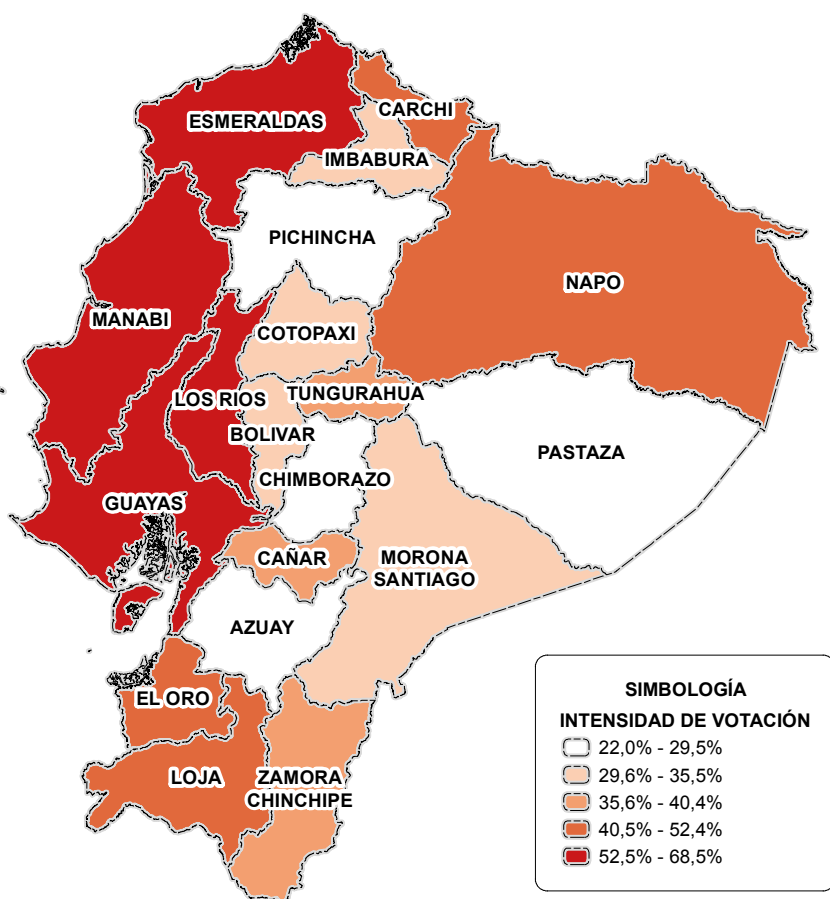 ESMERALDAS
CARCHI
IMBABURA
PICHINCHA
NAPO
MANABI
COTOPAXI
LOS RIOS
TUNGURAHUA
BOLIVAR
PASTAZA
CHIMBORAZO
GUAYAS
CAÑAR
MORONA
SANTIAGO
AZUAY
EL ORO
LOJA
ZAMORA
CHINCHIPE
SIMBOLOGÍA
INTENSIDAD DE VOTACIÓN
22,0% - 29,5%
29,6% - 35,5%
35,6% - 40,4%
40,5% - 52,4%
52,5% - 68,5%